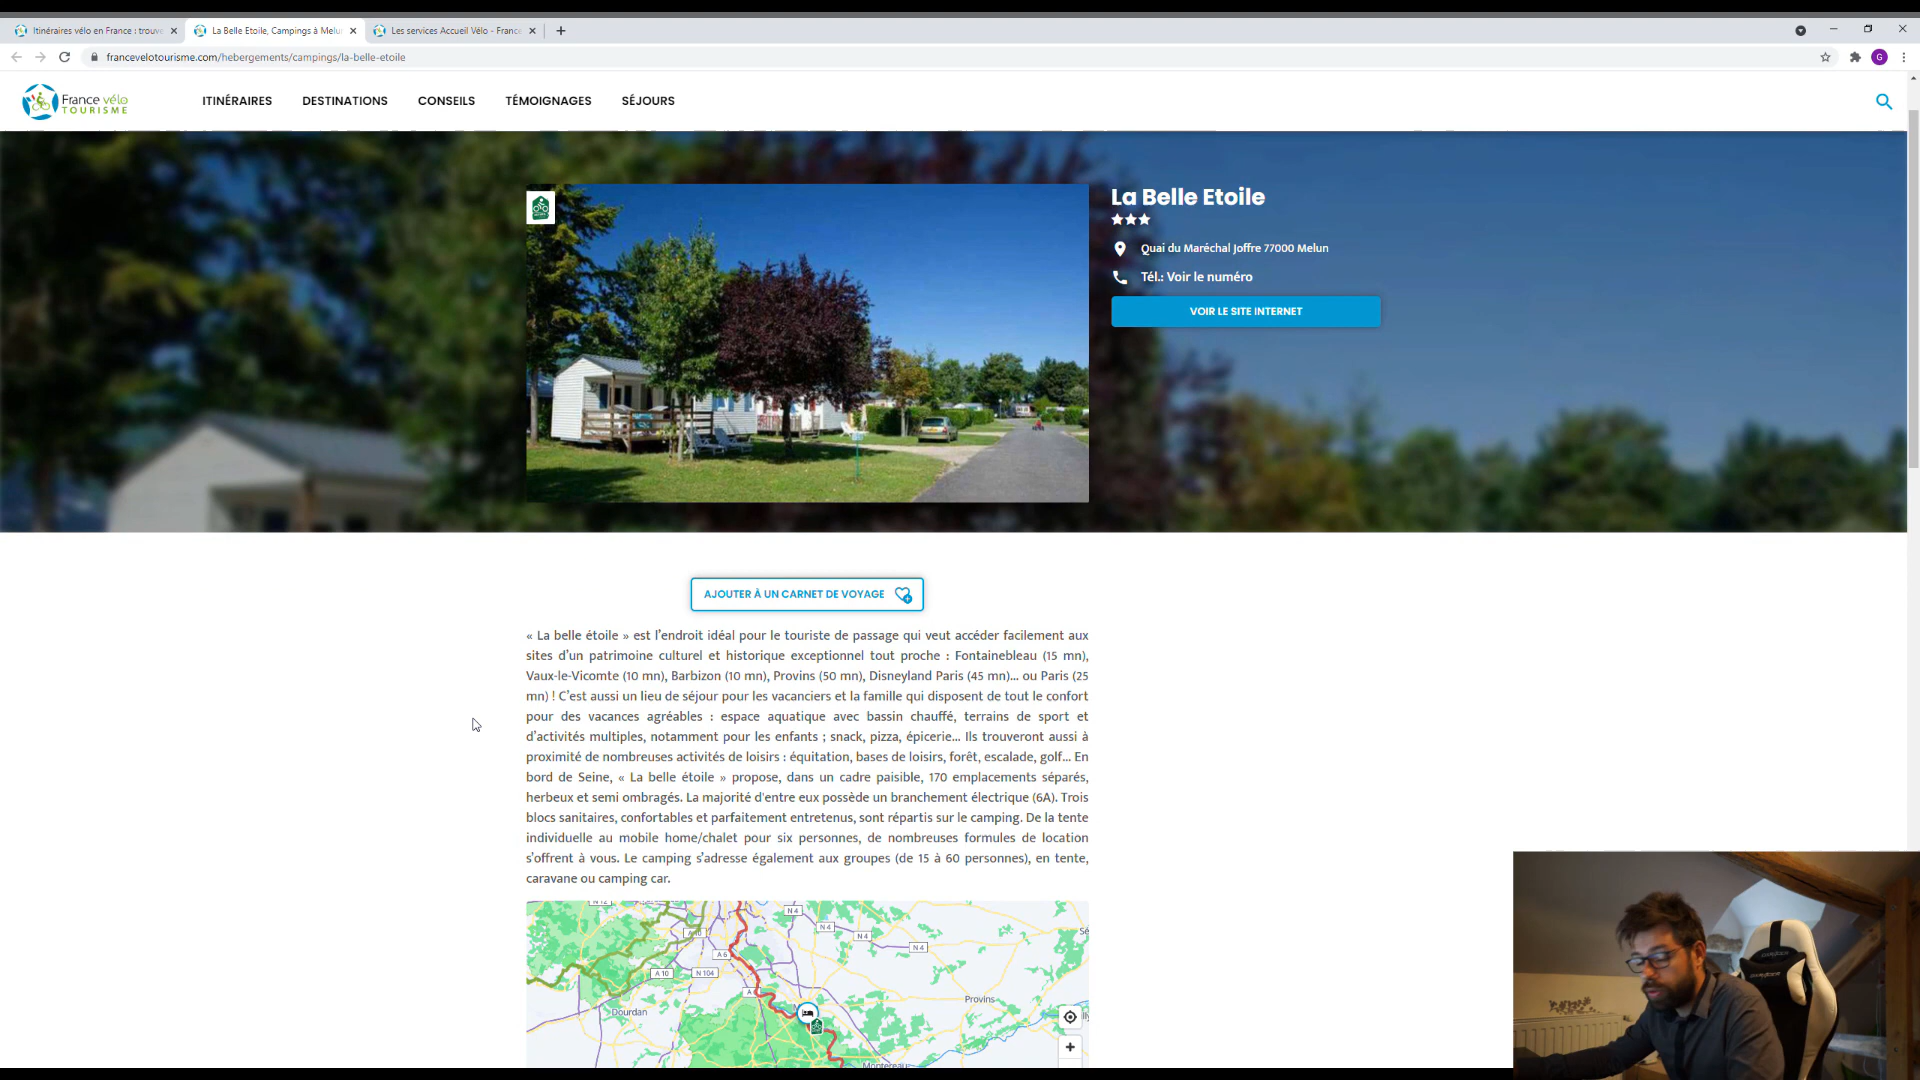 Itinéraires vélo en France : trouve
La Belle Etoile, Campings à Melu
Les services Accueil Vélo - France
francevelotourisme.com/hebergements/campings/la-belle-etoile
G
France vélo
TOURISME
ITINÉRAIRES
DESTINATIONS
CONSEILS
TÉMOIGNAGES
SÉJOURS
La Belle Etoile
Quai du Maréchal Joffre 77000 Melun
Tél.: Voir le numéro
VOIR LE SITE INTERNET
AJOUTER À UN CARNET DE VOYAGE
« La belle étoile » est l’endroit idéal pour le touriste de passage qui veut accéder facilement aux
sites d’un patrimoine culturel et historique exceptionnel tout proche : Fontainebleau (15 mn),
Vaux-le-Vicomte (10 mn), Barbizon (10 mn), Provins (50 mn), Disneyland Paris (45 mn)... ou Paris (25
mn) ! C’est aussi un lieu de séjour pour les vacanciers et la famille qui disposent de tout le confort
pour des vacances agréables : espace aquatique avec bassin chauffé, terrains de sport et
d’activités multiples, notamment pour les enfants ; snack, pizza, épicerie... Ils trouveront aussi à
proximité de nombreuses activités de loisirs : équitation, bases de loisirs, forêt, escalade, golf... En
bord de Seine, « La belle étoile » propose, dans un cadre paisible, 170 emplacements séparés,
herbeux et semi ombragés. La majorité d'entre eux possède un branchement électrique (6A). Trois
blocs sanitaires, confortables et parfaitement entretenus, sont répartis sur le camping. De la tente
individuelle au mobile home/chalet pour six personnes, de nombreuses formules de location
s’offrent à vous. Le camping s’adresse également aux groupes (de 15 à 60 personnes), en tente,
caravane ou camping car.
N 12
N 4
N 4
N 4
N 4
A 10
A 6
A 10
N 104
Provins
Dourdan
Montereau